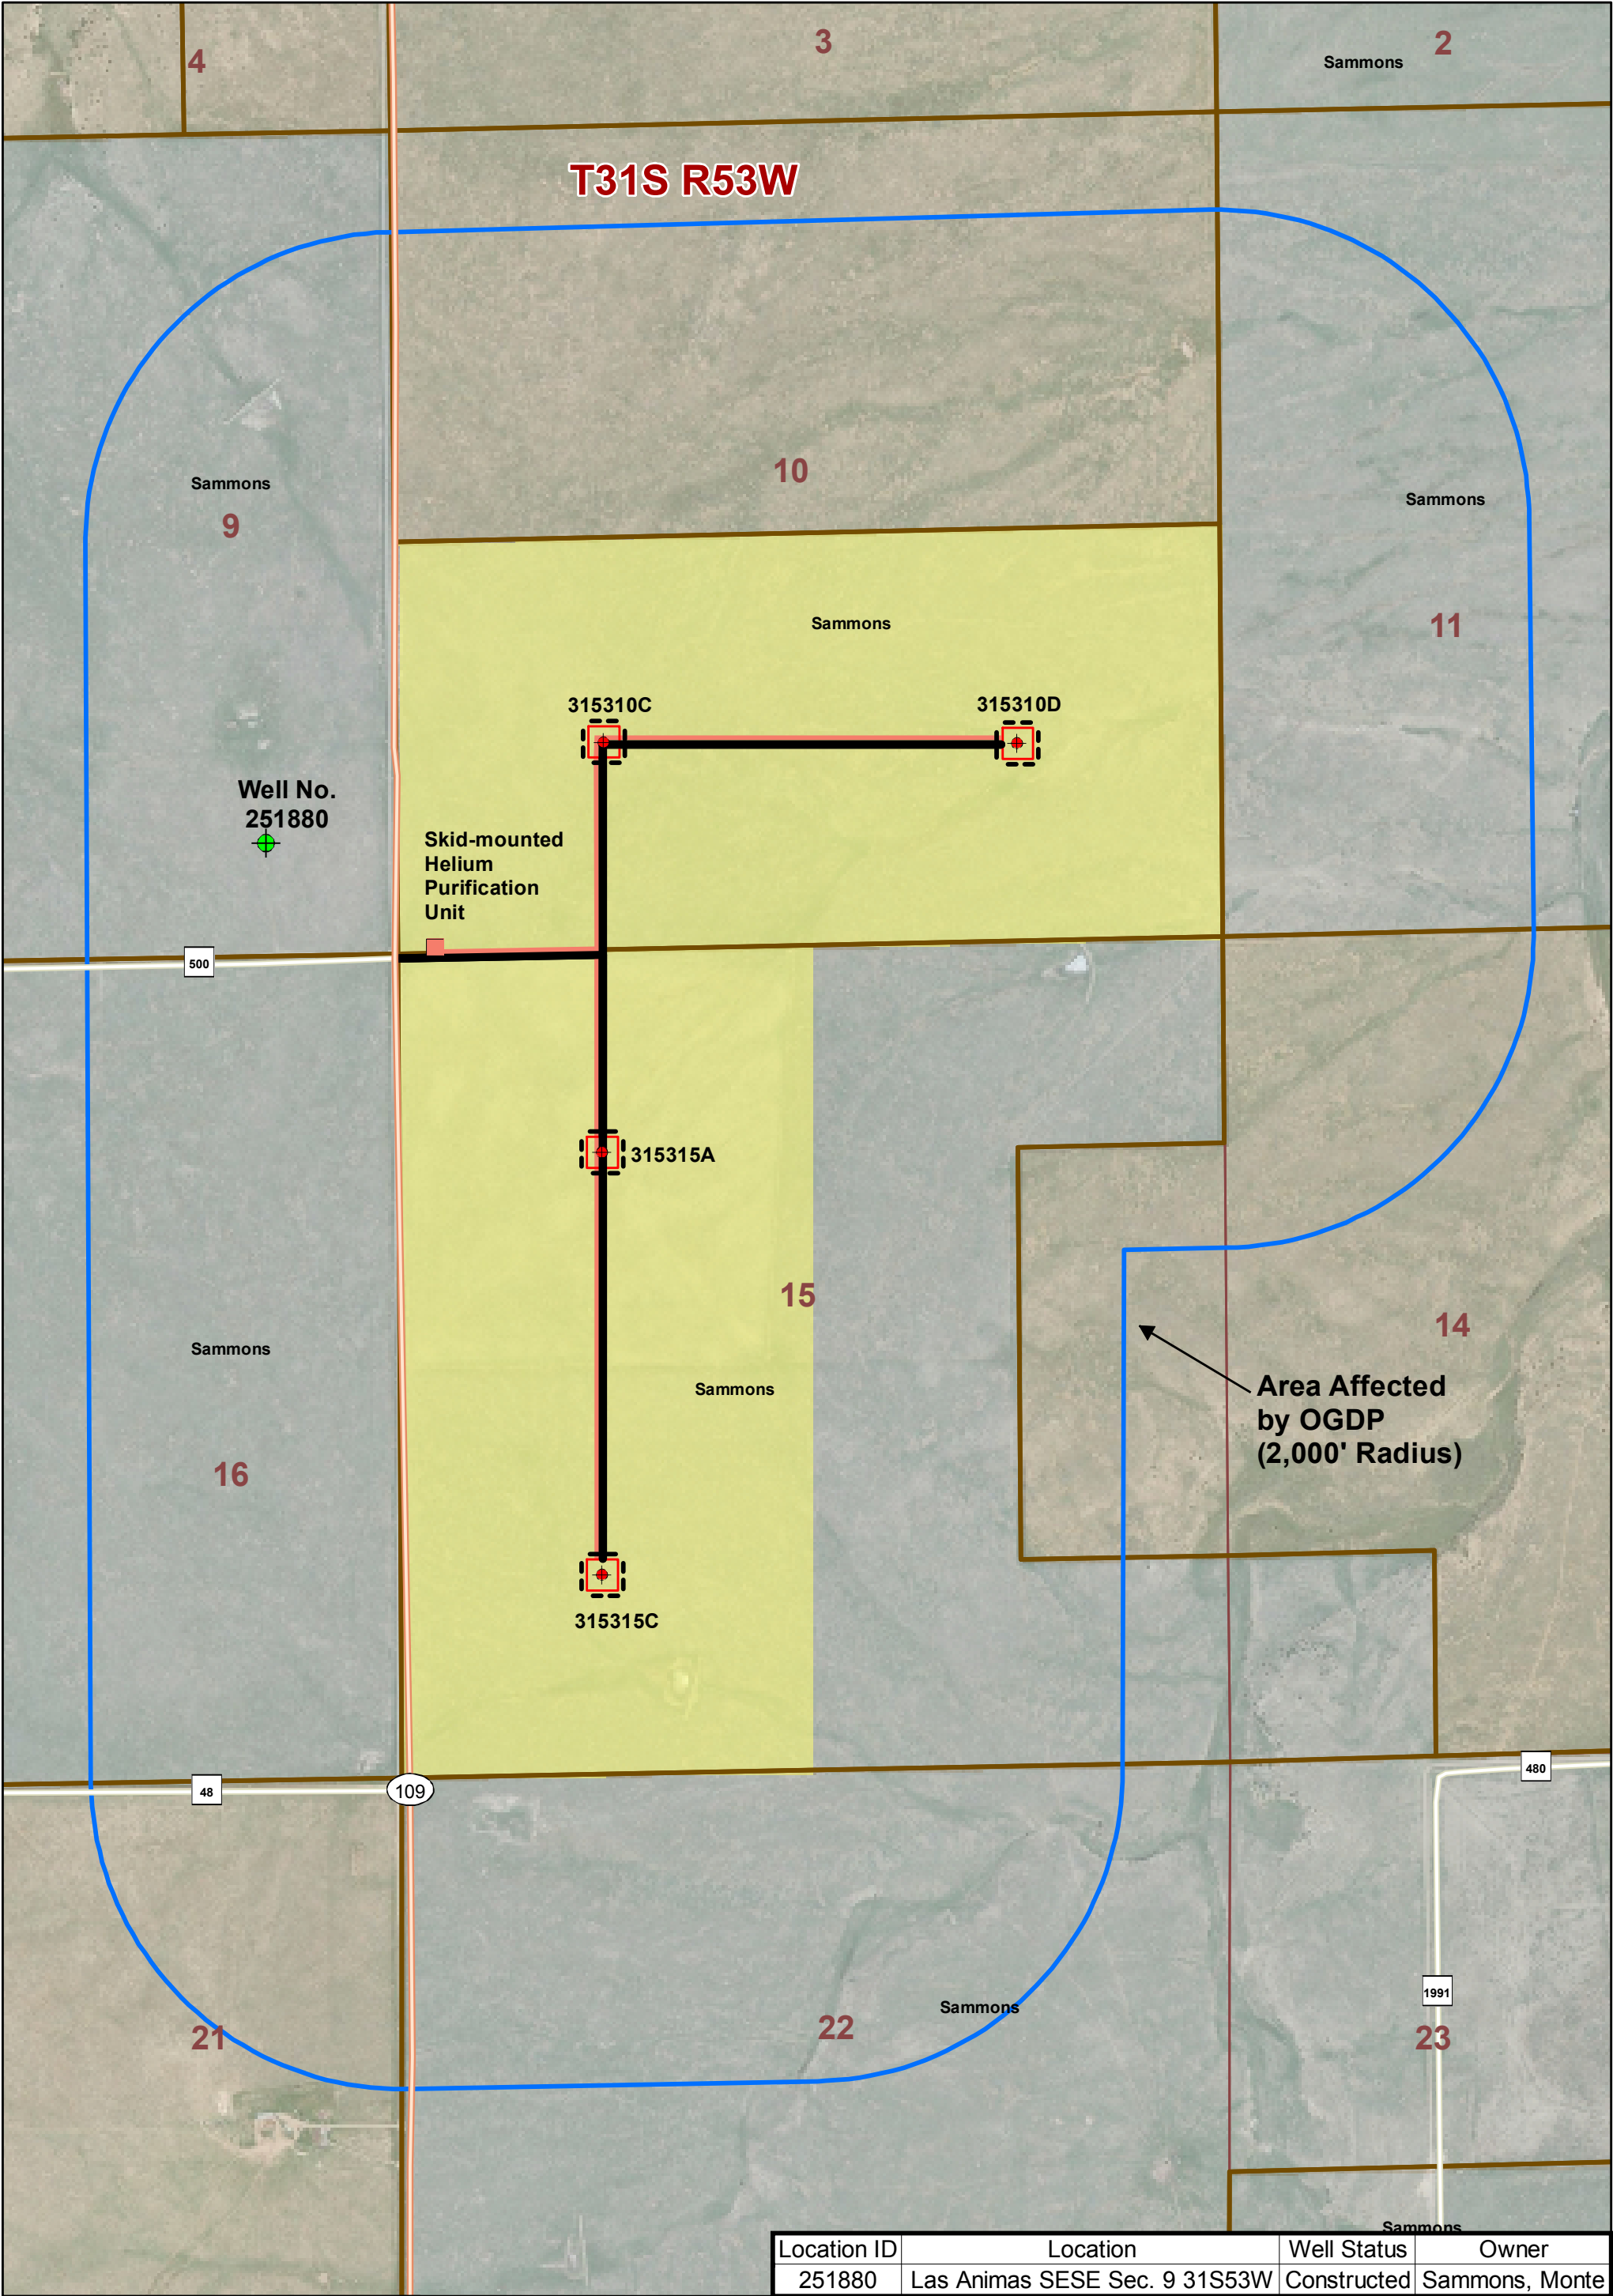 3
2
4
Sammons
T31S R53W
10
Sammons
9
Sammons
11
Sammons
315310C
315310D
Well No.
251880
Skid-mounted
Helium
Purification
Unit
500
315315A
15
14
Sammons
Sammons
Area Affected
by OGDP
(2,000' Radius)
16
315315C
480
48
109
1991
Sammons
22
21
23
Sammons
Location ID Location Well Status Owner
251880 Las Animas SESE Sec. 9 31S53W Constructed Sammons, Monte